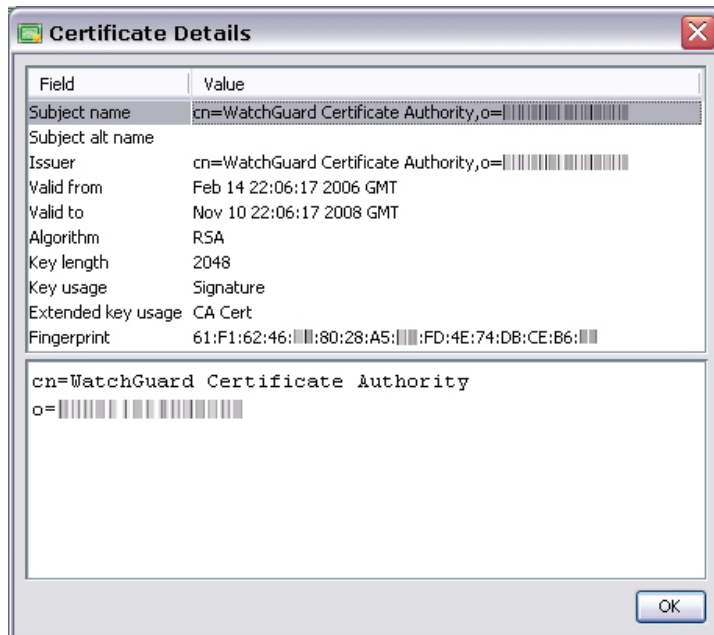 Certificate Details
Field Value
Subject name cn=WatchGuard Certificate Authority,o=
Subject alt name
Issuer cn=WatchGuard Certificate Authority,o=
Valid from Feb 14 22:06:17 2006 GMT
Valid to Nov 10 22:06:17 2008 GMT
Algorithm RSA
Key length 2048
Key usage Signature
Extended key usage CA Cert
Fingerprint 61:F1:62:46: :80:28:A5: :FD:4E:74:DB:CE:B6:
cn=WatchGuard Certificate Authority
o=
OK